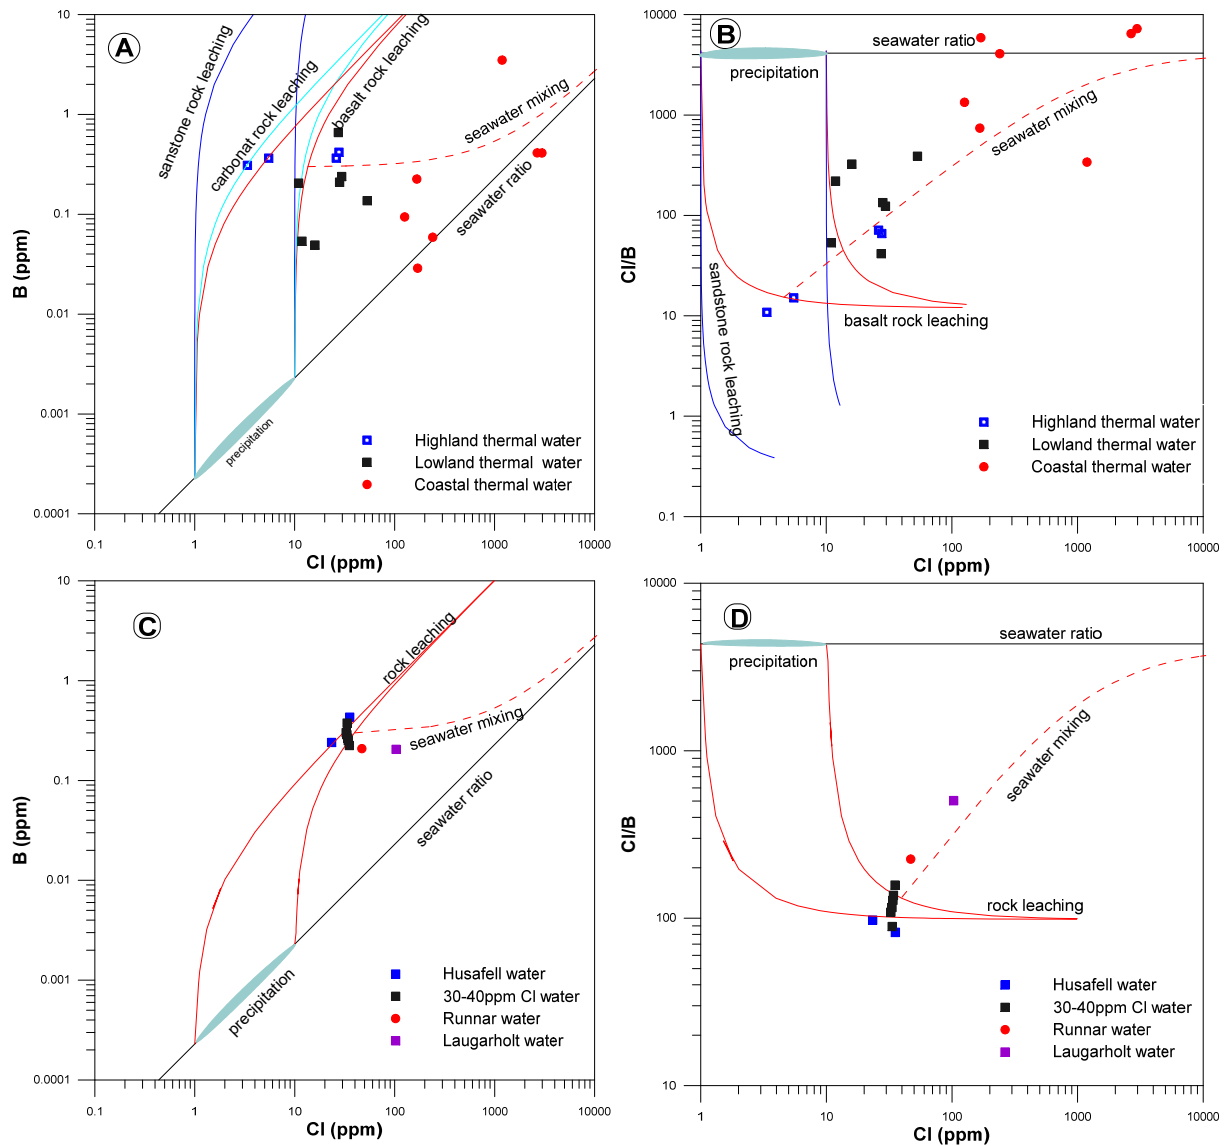 A
10
1
0.1
0.01
0.001
0.0001
B (ppm)
sanstone rock leaching
carbonat rock leaching
basalt rock leaching
seawater mixing
seawater ratio
precipitation
Highland thermal water
Lowland thermal water
Coastal thermal water
0.1
1
10
100
1000
10000
Cl (ppm)
B
10000
1000
100
10
1
0.1
Cl/B
seawater ratio
precipitation
seawater mixing
sandstone rock leaching
basalt rock leaching
Highland thermal water
Lowland thermal water
Coastal thermal water
1
10
100
1000
10000
Cl (ppm)
C
10
1
0.1
0.01
0.001
0.0001
B (ppm)
rock leaching
seawater mixing
seawater ratio
precipitation
Husafell water
30-40ppm Cl water
Runnar water
Laugarholt water
0.1
1
10
100
1000
10000
Cl (ppm)
D
10000
1000
100
10
Cl/B
seawater ratio
precipitation
seawater mixing
rock leaching
Husafell water
30-40ppm Cl water
Runnar water
Laugarholt water
1
10
100
1000
10000
Cl (ppm)